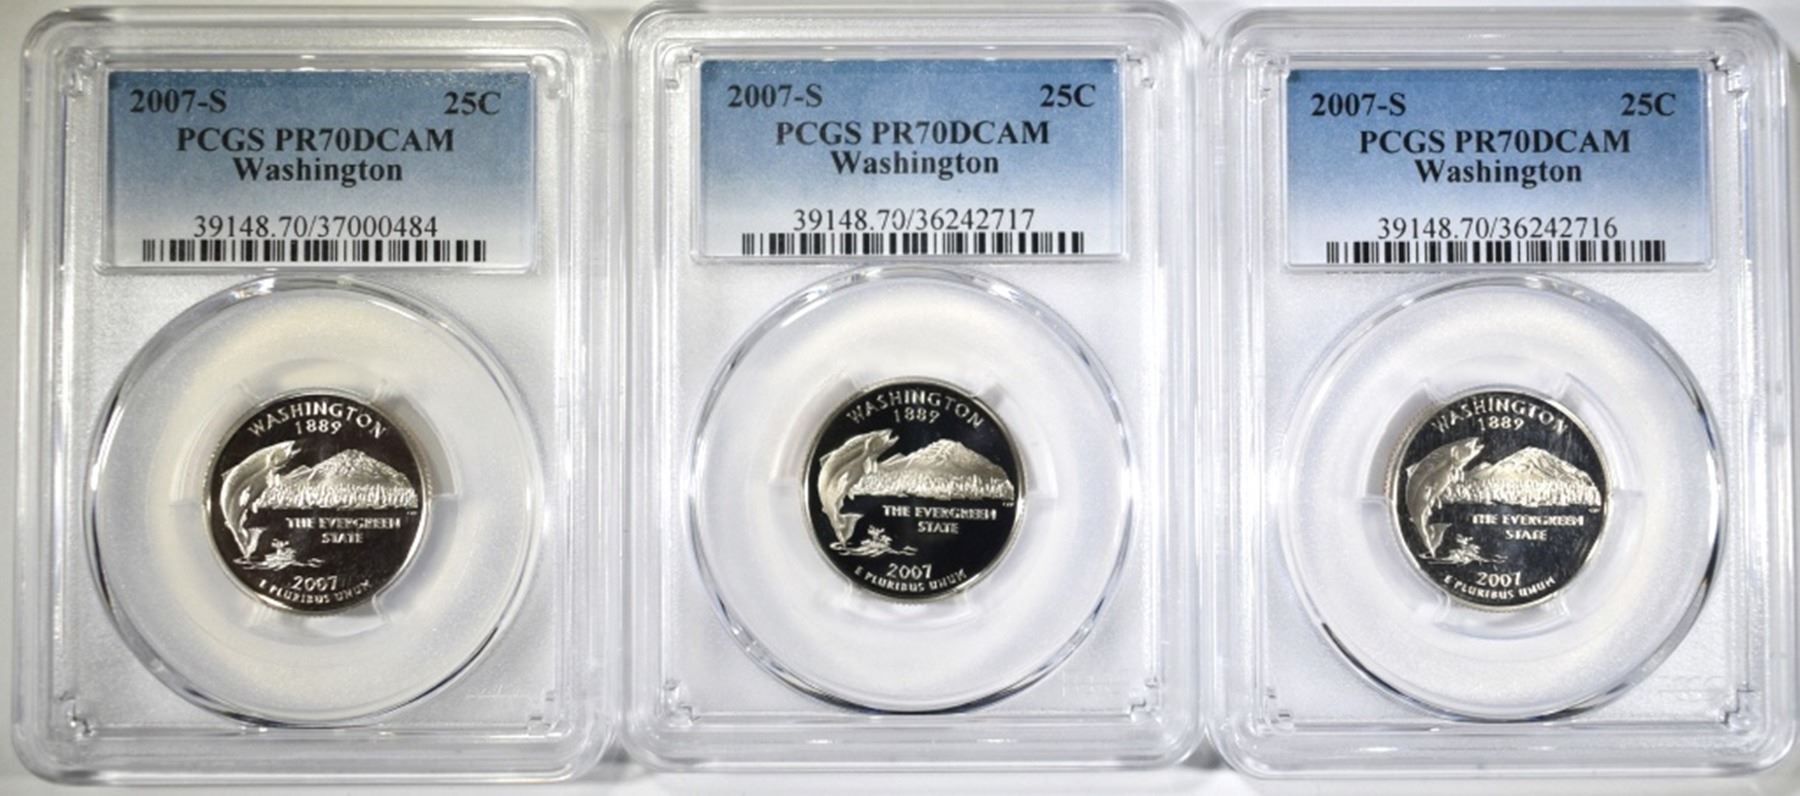 2007-S 25C
PCGS PR70DCAM
Washington
39148.70/37000484
WASHINGTON
1889
THE EVERGREEN
STATE
2007
E PLURIBUS UNUM
2007-S 25C
PCGS PR70DCAM
Washington
39148.70/36242717
WASHINGTON
1889
THE EVERGREEN
STATE
2007
E PLURIBUS UNUM
2007-S 25C
PCGS PR70DCAM
Washington
39148.70/36242716
WASHINGTON
1889
THE EVERGREEN
STATE
2007
E PLURIBUS UNUM